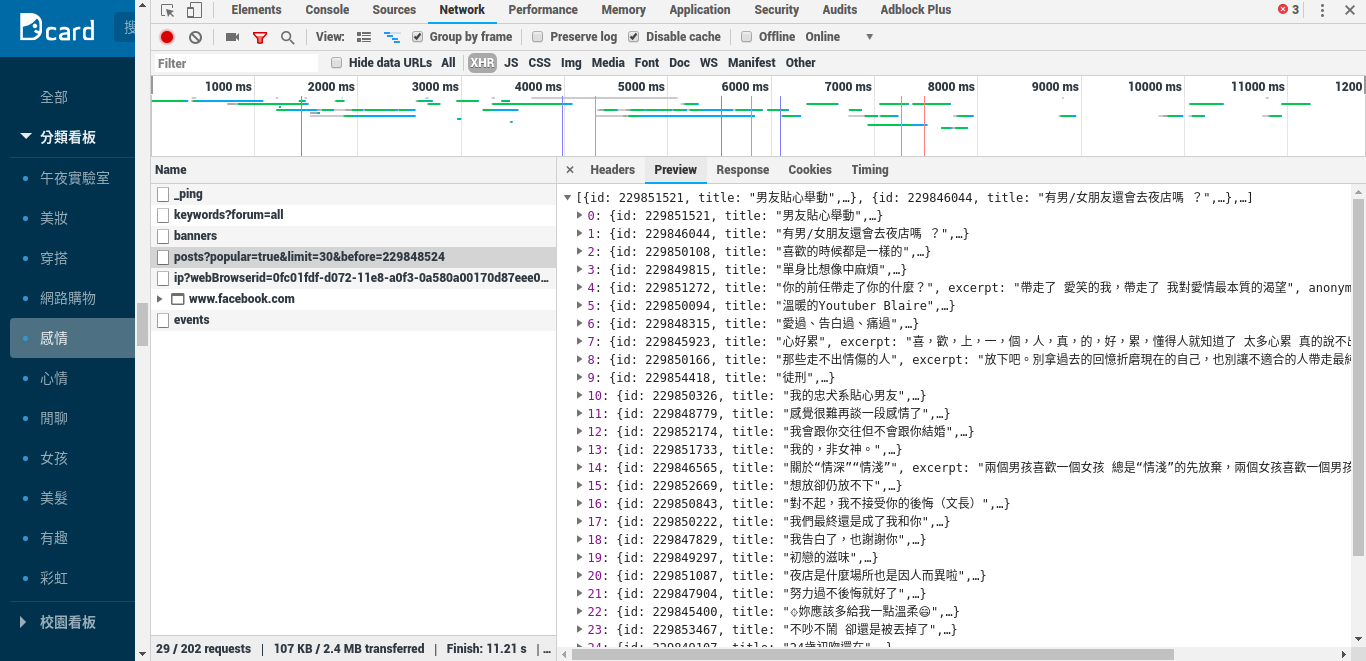 Dcard
搜
全部
分類看板
午夜實驗室
美妝
穿搭
網路購物
感情
心情
閒聊
女孩
美髮
有趣
彩虹
校園看板
Elements Console Sources Network Performance Memory Application Security Audits Adblock Plus 3
View: Group by frame Preserve log Disable cache Offline Online
Filter Hide data URLs All XHR JS CSS Img Media Font Doc WS Manifest Other
1000 ms 2000 ms 3000 ms 4000 ms 5000 ms 6000 ms 7000 ms 8000 ms 9000 ms 10000 ms 11000 ms 1200
Name
_ping
keywords?forum=all
banners
posts?popular=true&limit=30&before=229848524
ip?webBrowserid=0fc01fdf-d072-11e8-a0f3-0a580a00170d87eee0…
www.facebook.com
events
29 / 202 requests | 107 KB / 2.4 MB transferred | Finish: 11.21 s |…
Headers Preview Response Cookies Timing
[{id: 229851521, title: "男友貼心舉動",…}, {id: 229846044, title: "有男/女朋友還會去夜店嗎 ？",…},…]
0: {id: 229851521, title: "男友貼心舉動",…}
1: {id: 229846044, title: "有男/女朋友還會去夜店嗎 ？",…}
2: {id: 229850108, title: "喜歡的時候都是一樣的",…}
3: {id: 229849815, title: "單身比想像中麻煩",…}
4: {id: 229851272, title: "你的前任帶走了你的什麼？", excerpt: "帶走了 愛笑的我，帶走了 我對愛情最本質的渴望", anonym
5: {id: 229850094, title: "溫暖的Youtuber Blaire",…}
6: {id: 229848315, title: "愛過、告白過、痛過",…}
7: {id: 229845923, title: "心好累", excerpt: "喜，歡，上，一，個，人，真，的，好，累，懂得人就知道了 太多心累 真的說不出
8: {id: 229850166, title: "那些走不出情傷的人", excerpt: "放下吧。別拿過去的回憶折磨現在的自己，也別讓不適合的人帶走最終
9: {id: 229854418, title: "徒刑",…}
10: {id: 229850326, title: "我的忠犬系貼心男友",…}
11: {id: 229848779, title: "感覺很難再談一段感情了",…}
12: {id: 229852174, title: "我會跟你交往但不會跟你結婚",…}
13: {id: 229851733, title: "我的，非女神。",…}
14: {id: 229846565, title: "關於“情深”“情淺”", excerpt: "兩個男孩喜歡一個女孩 總是“情淺”的先放棄，兩個女孩喜歡一個男孩
15: {id: 229852669, title: "想放卻仍放不下",…}
16: {id: 229850843, title: "對不起，我不接受你的後悔（文長）",…}
17: {id: 229850222, title: "我們最終還是成了我和你",…}
18: {id: 229847829, title: "我告白了，也謝謝你",…}
19: {id: 229849297, title: "初戀的滋味",…}
20: {id: 229851087, title: "夜店是什麼場所也是因人而異啦",…}
21: {id: 229847904, title: "努力過不後悔就好了",…}
22: {id: 229845400, title: "⟐妳應該多給我一點溫柔😄",…}
23: {id: 229853467, title: "不吵不鬧 卻還是被丟掉了",…}